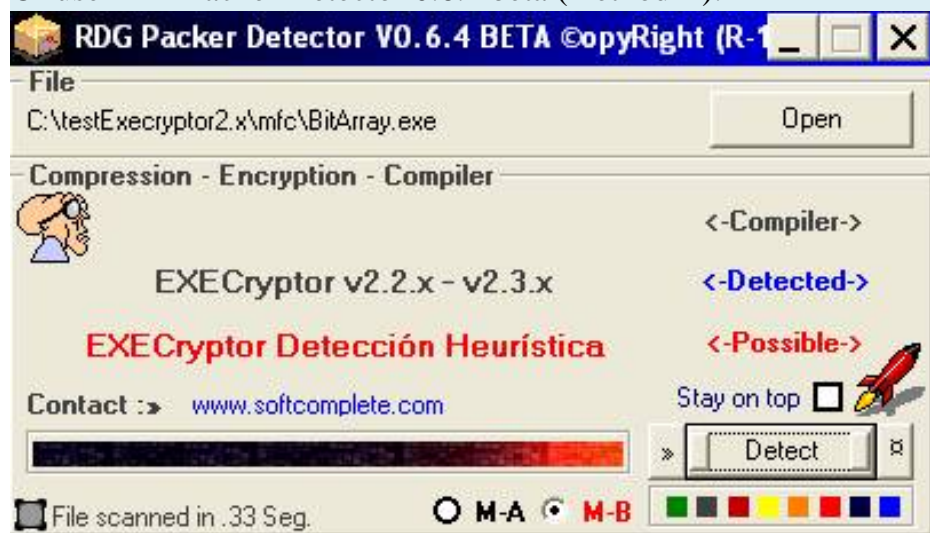 RDG Packer Detector V0.6.4 BETA ©opyRight (R-1
File
C:\testExecryptor2.x\mfc\BitArray.exe
Open
Compression - Encryption - Compiler
<-Compiler->
EXECryptor v2.2.x - v2.3.x
<-Detected->
EXECryptor Detección Heurística
<-Possible->
Contact :» www.softcomplete.com
Stay on top
» Detect ¤
File scanned in .33 Seg.
M-A M-B